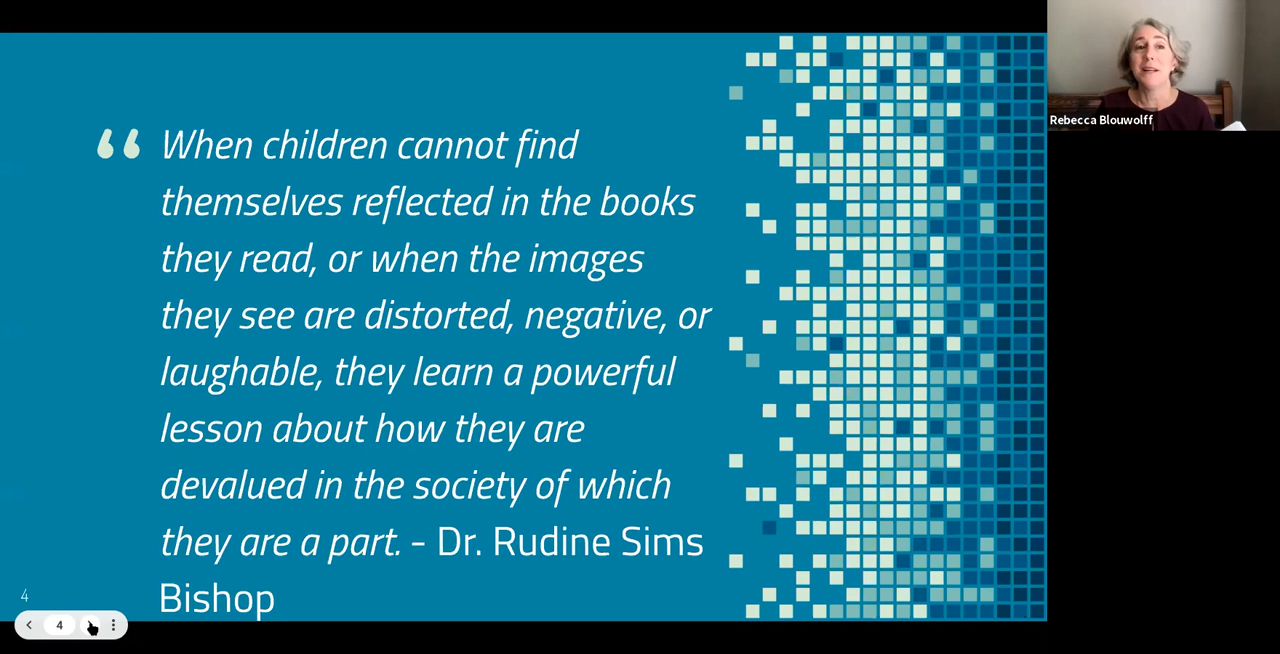 “ When children cannot find
themselves reflected in the books
they read, or when the images
they see are distorted, negative, or
laughable, they learn a powerful
lesson about how they are
devalued in the society of which
they are a part. - Dr. Rudine Sims
Bishop
4
4
Rebecca Blouwolff